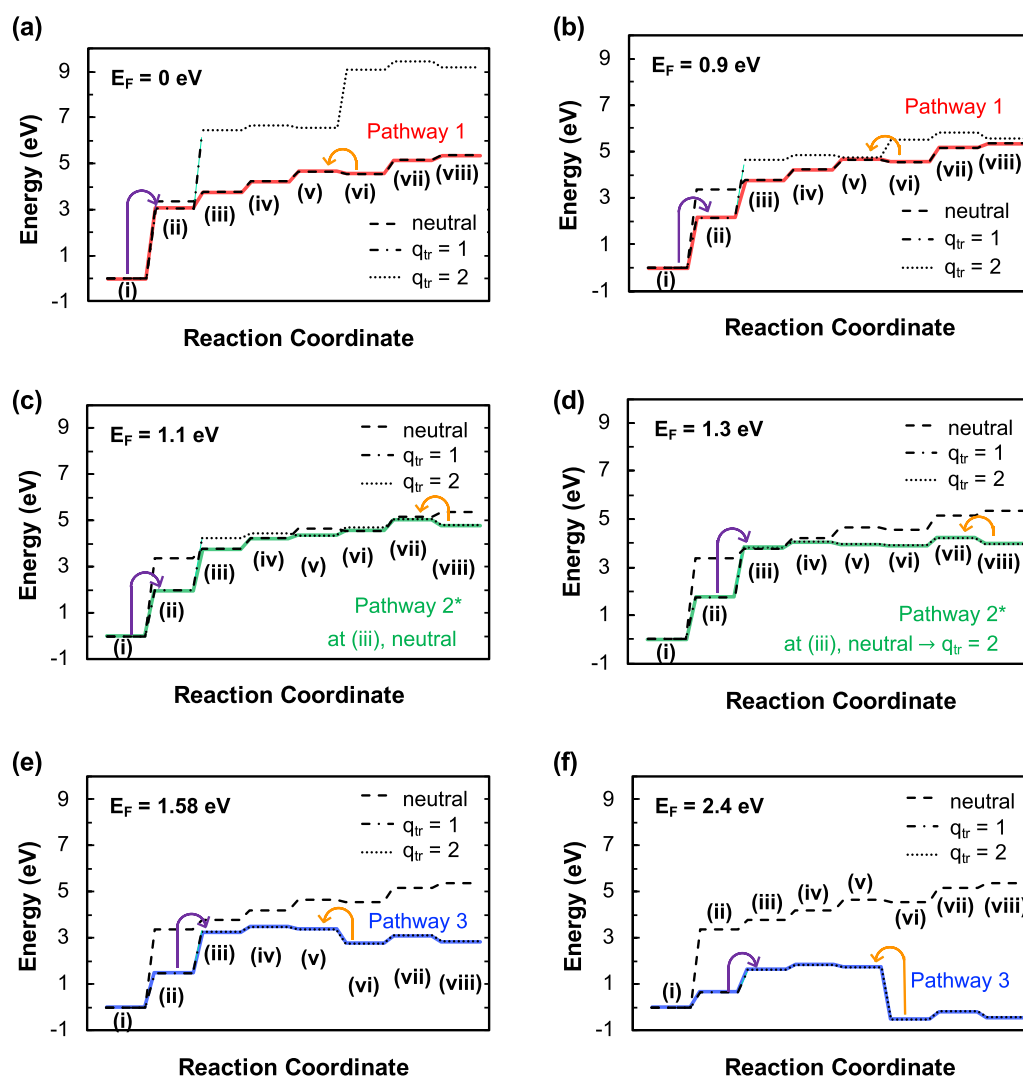 (a)
E_F = 0 eV
9
7
5
3
1
-1
Energy (eV)
Pathway 1
(i)
(ii)
(iii)
(iv)
(v)
(vi)
(vii)
(viii)
neutral
q_tr = 1
q_tr = 2
Reaction Coordinate
(b)
E_F = 0.9 eV
9
7
5
3
1
-1
Energy (eV)
Pathway 1
(i)
(ii)
(iii)
(iv)
(v)
(vi)
(vii)
(viii)
neutral
q_tr = 1
q_tr = 2
Reaction Coordinate
(c)
E_F = 1.1 eV
9
7
5
3
1
-1
Energy (eV)
neutral
q_tr = 1
q_tr = 2
(i)
(ii)
(iii)
(iv)
(v)
(vi)
(vii)
(viii)
Pathway 2*
at (iii), neutral
Reaction Coordinate
(d)
E_F = 1.3 eV
9
7
5
3
1
-1
Energy (eV)
neutral
q_tr = 1
q_tr = 2
(i)
(ii)
(iii)
(iv)
(v)
(vi)
(vii)
(viii)
Pathway 2*
at (iii), neutral → q_tr = 2
Reaction Coordinate
(e)
E_F = 1.58 eV
9
7
5
3
1
-1
Energy (eV)
neutral
q_tr = 1
q_tr = 2
Pathway 3
(i)
(ii)
(iii)
(iv)
(v)
(vi)
(vii)
(viii)
Reaction Coordinate
(f)
E_F = 2.4 eV
9
7
5
3
1
-1
Energy (eV)
neutral
q_tr = 1
q_tr = 2
(i)
(ii)
(iii)
(iv)
(v)
(vi)
(vii)
(viii)
Pathway 3
Reaction Coordinate